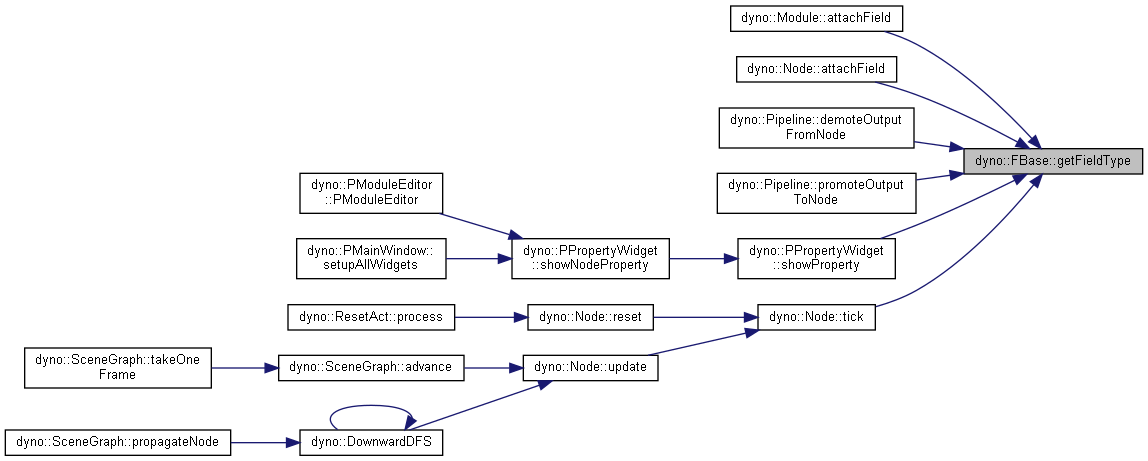 dyno::Module::attachField
dyno::Node::attachField
dyno::Pipeline::demoteOutput
FromNode
dyno::FBase::getFieldType
dyno::Pipeline::promoteOutput
ToNode
dyno::PModuleEditor
::PModuleEditor
dyno::PMainWindow::
setupAllWidgets
dyno::PPropertyWidget
::showNodeProperty
dyno::PPropertyWidget
::showProperty
dyno::ResetAct::process
dyno::Node::reset
dyno::Node::tick
dyno::SceneGraph::takeOne
Frame
dyno::SceneGraph::advance
dyno::Node::update
dyno::SceneGraph::propagateNode
dyno::DownwardDFS